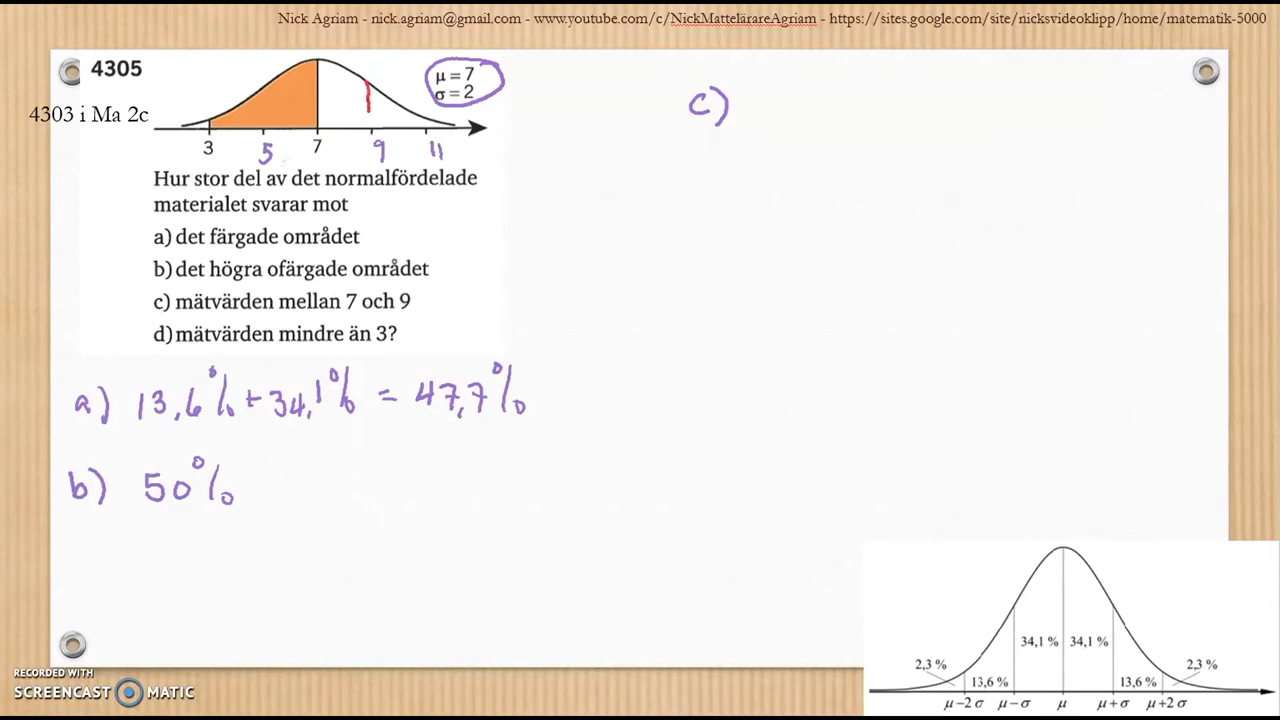 Nick Agriam - nick.agriam@gmail.com - www.youtube.com/c/NickMattelärareAgriam - https://sites.google.com/site/nicksvideoklipp/home/matematik-5000
4305
4303 i Ma 2c
μ = 7
σ = 2
3 5 7 9 11
Hur stor del av det normalfördelade
materialet svarar mot
a) det färgade området
b) det högra ofärgade området
c) mätvärden mellan 7 och 9
d) mätvärden mindre än 3?
a) 13,6% + 34,1% = 47,7%
b) 50%
c)
34,1 % 34,1 %
2,3 % 2,3 %
13,6 % 13,6 %
μ−2 σ μ−σ μ μ+σ μ+2 σ
RECORDED WITH
SCREENCAST MATIC